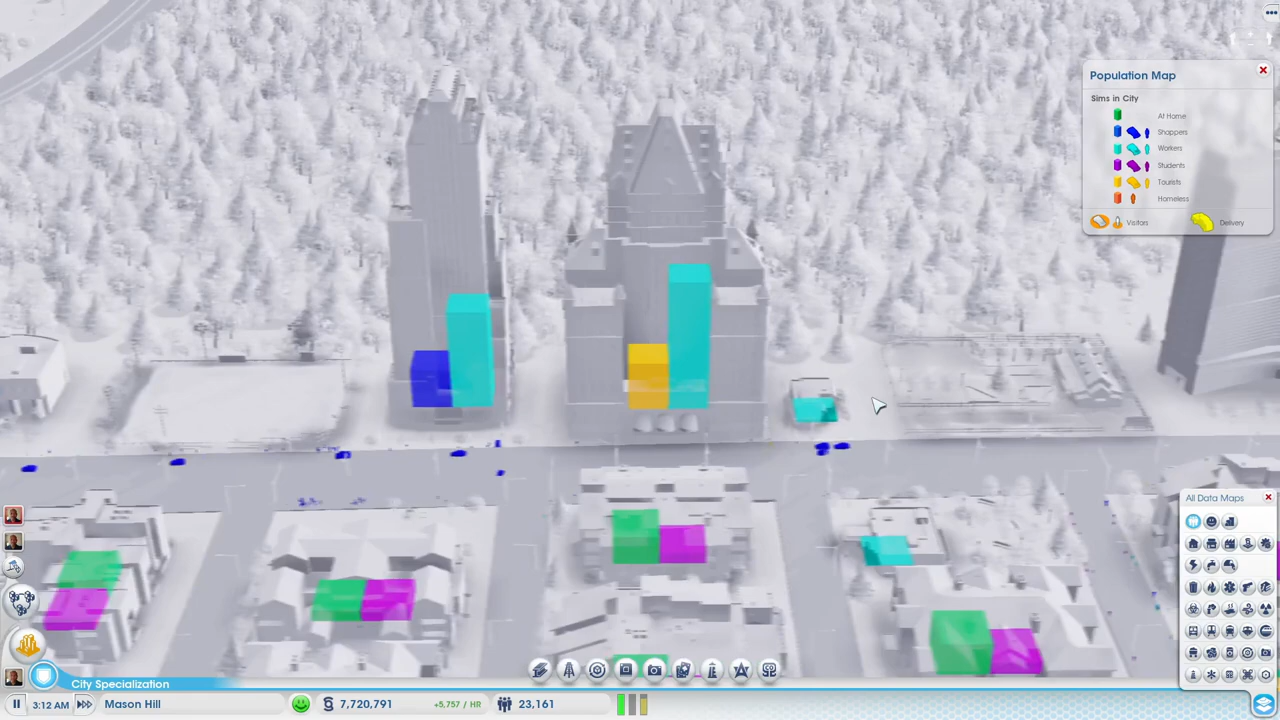 Population Map
Sims in City
At Home
Shoppers
Workers
Students
Tourists
Homeless
Visitors
Delivery
All Data Maps
City Specialization
3:12 AM
Mason Hill
7,720,791
+5,757 / HR
23,161